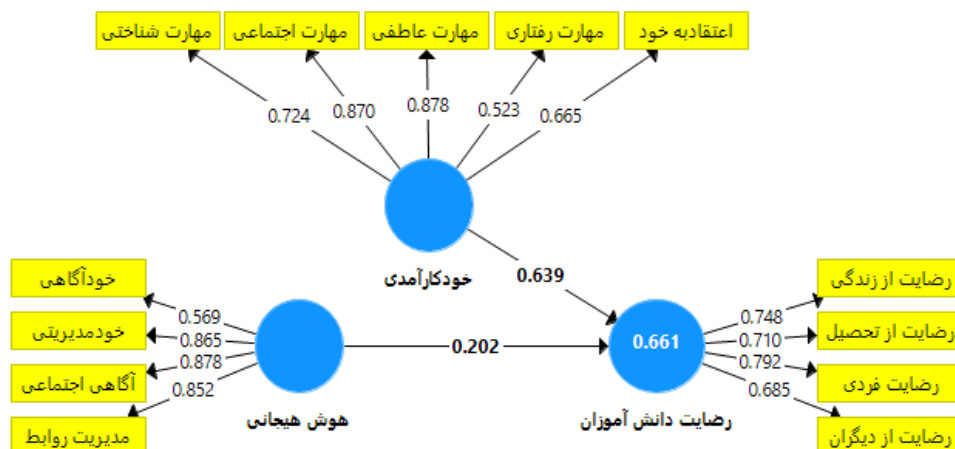 مهارت شناختی
مهارت اجتماعی
مهارت عاطفی
مهارت رفتاری
اعتقادبه خود
0.724
0.870
0.878
0.523
0.665
خودکارآمدی
0.639
خودآگاهی
خودمدیریتی
آگاهی اجتماعی
مدیریت روابط
0.569
0.865
0.878
0.852
هوش هیجانی
0.202
0.661
رضایت دانش آموزان
0.748
0.710
0.792
0.685
رضایت از زندگی
رضایت از تحصیل
رضایت فردی
رضایت از دیگران